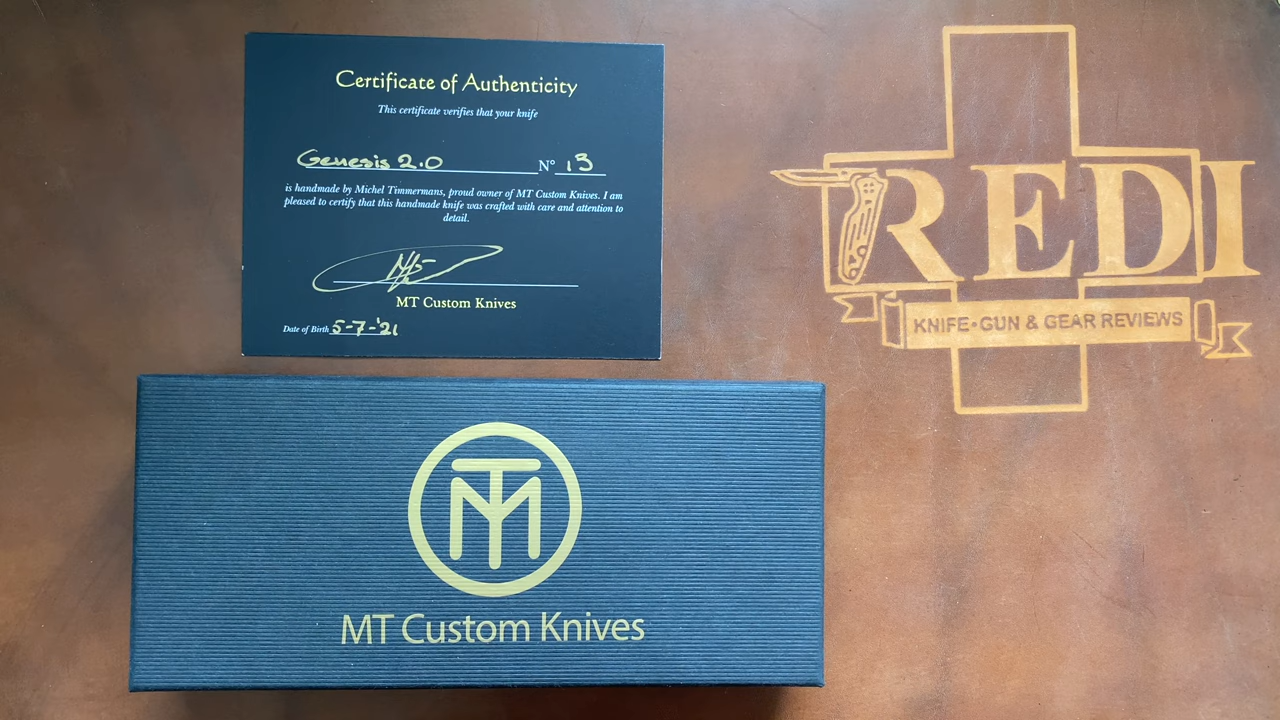 Certificate of Authenticity
This certificate verifies that your knife
Genesis 2.0 N° 13
is handmade by Michel Timmermans, proud owner of MT Custom Knives. I am
pleased to certify that this handmade knife was crafted with care and attention to
detail.
MT Custom Knives
Date of Birth 5-7-'21
MT
MT Custom Knives
REDI
KNIFE•GUN & GEAR REVIEWS